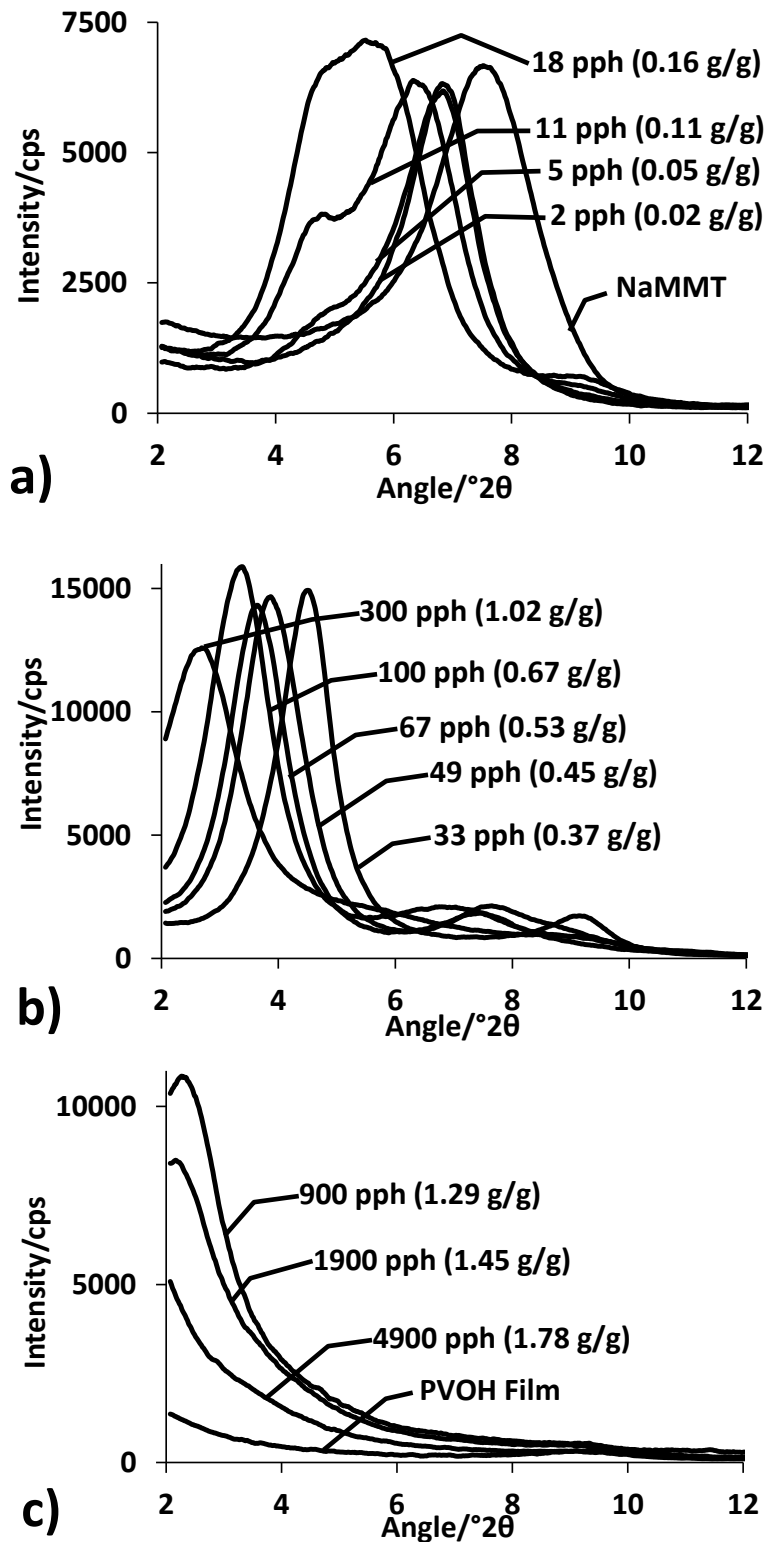 7500
18 pph (0.16 g/g)
11 pph (0.11 g/g)
5000
5 pph (0.05 g/g)
2 pph (0.02 g/g)
Intensity/cps
NaMMT
2500
0
2 4 6 8 10 12
Angle/°2θ
a)
15000
300 pph (1.02 g/g)
100 pph (0.67 g/g)
10000
67 pph (0.53 g/g)
49 pph (0.45 g/g)
Intensity/cps
33 pph (0.37 g/g)
5000
0
2 4 6 8 10 12
Angle/°2θ
b)
10000
900 pph (1.29 g/g)
1900 pph (1.45 g/g)
Intensity/cps
5000
4900 pph (1.78 g/g)
PVOH Film
0
2 4 6 8 10 12
Angle/°2θ
c)